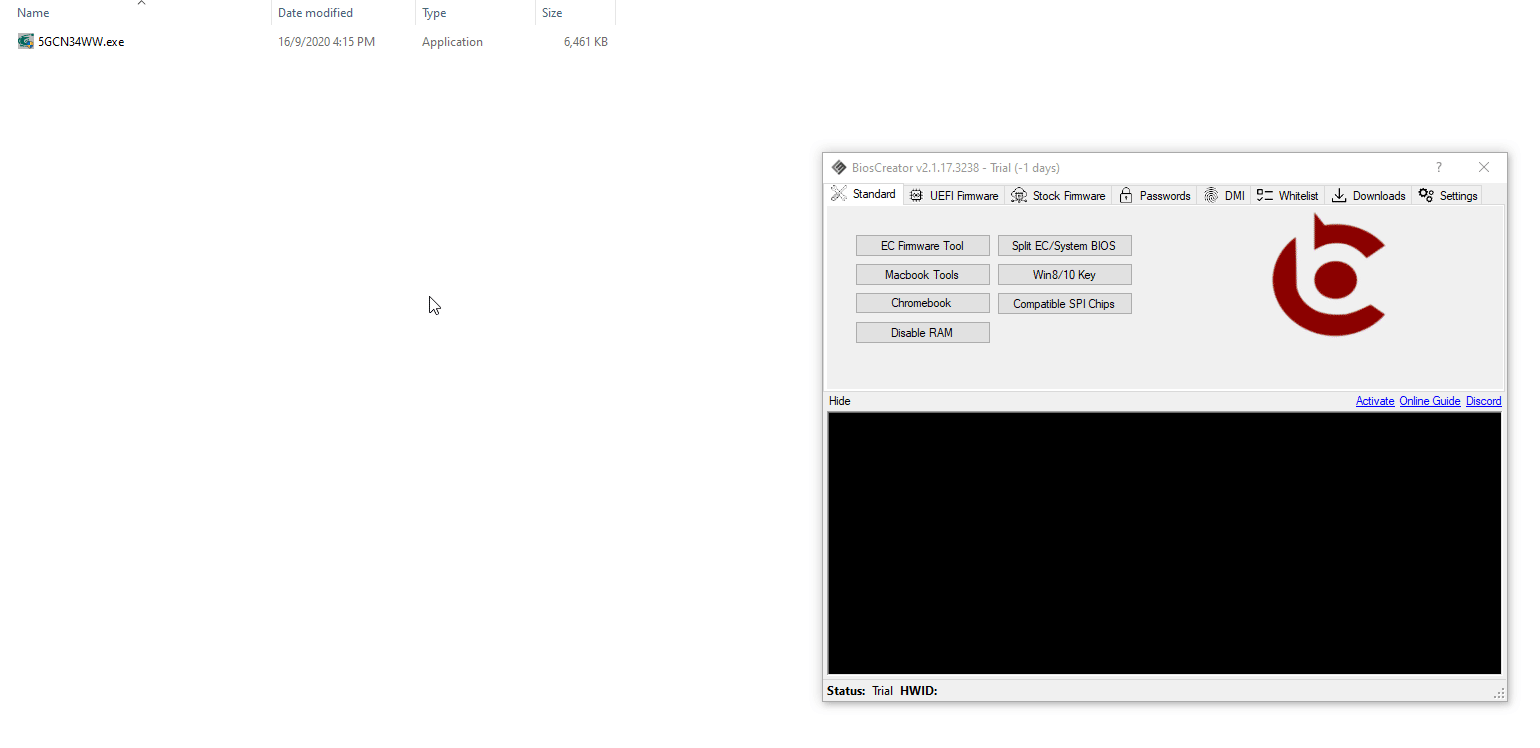 Name Date modified Type Size
5GCN34WW.exe 16/9/2020 4:15 PM Application 6,461 KB
BiosCreator v2.1.17.3238 - Trial (-1 days) ?
Standard UEFI Firmware Stock Firmware Passwords DMI Whitelist Downloads Settings
EC Firmware Tool Split EC/System BIOS
Macbook Tools Win8/10 Key
Chromebook Compatible SPI Chips
Disable RAM
Hide Activate Online Guide Discord
Status: Trial HWID: